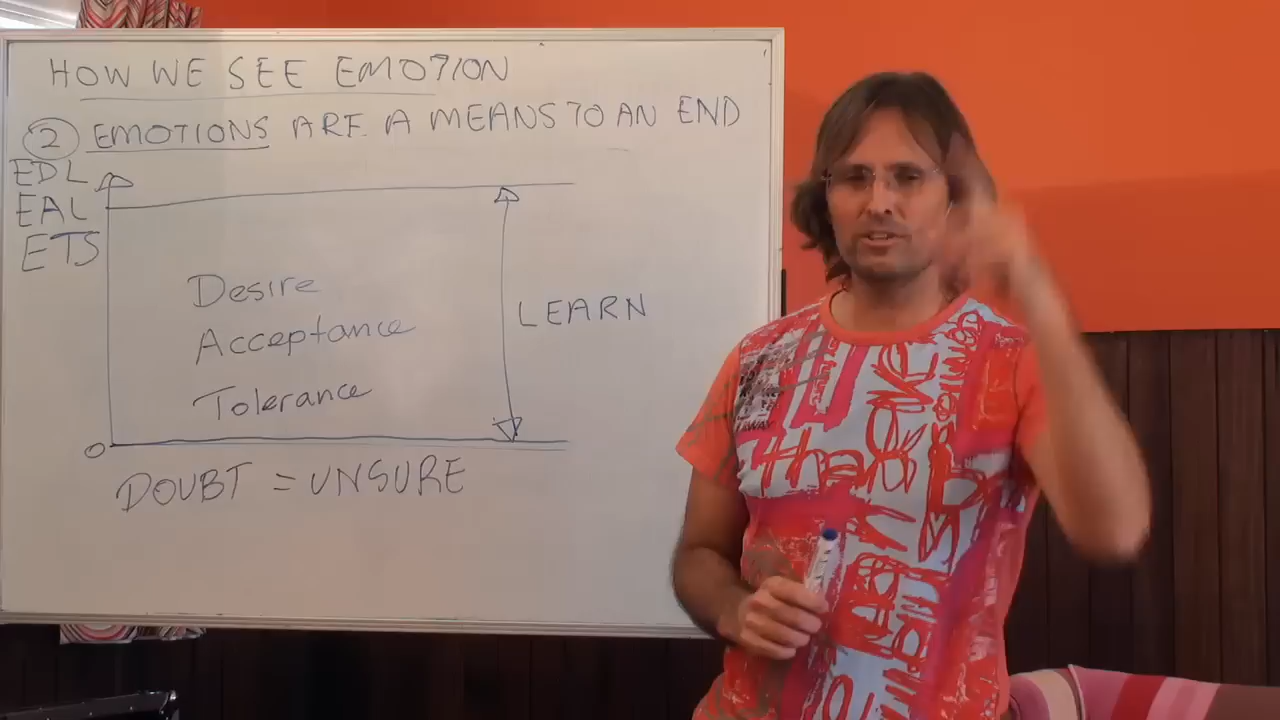 HOW WE SEE EMOTION
2 EMOTIONS ARE A MEANS TO AN END
EDL
EAL
ETS
Desire
Acceptance
Tolerance
LEARN
0
DOUBT = UNSURE